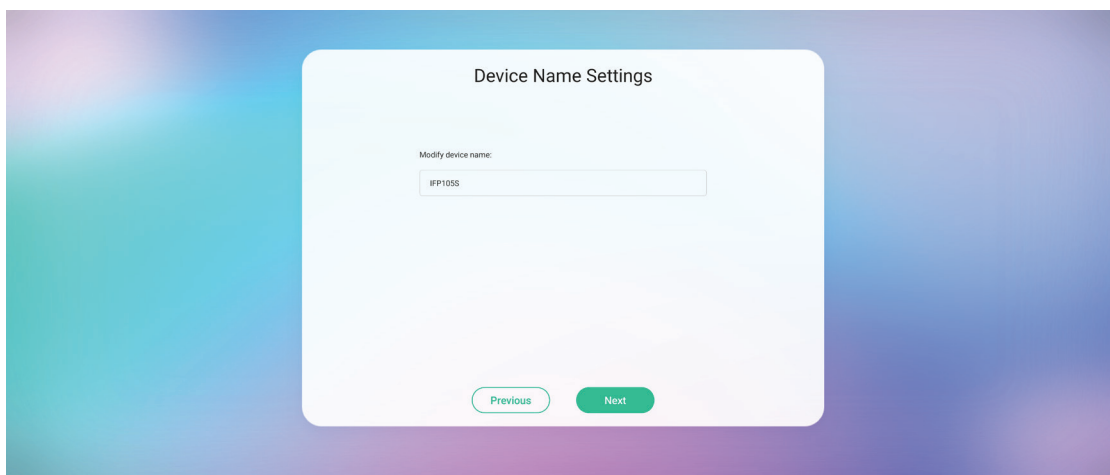 Device Name Settings
Modify device name:
IFP105S
Previous
Next